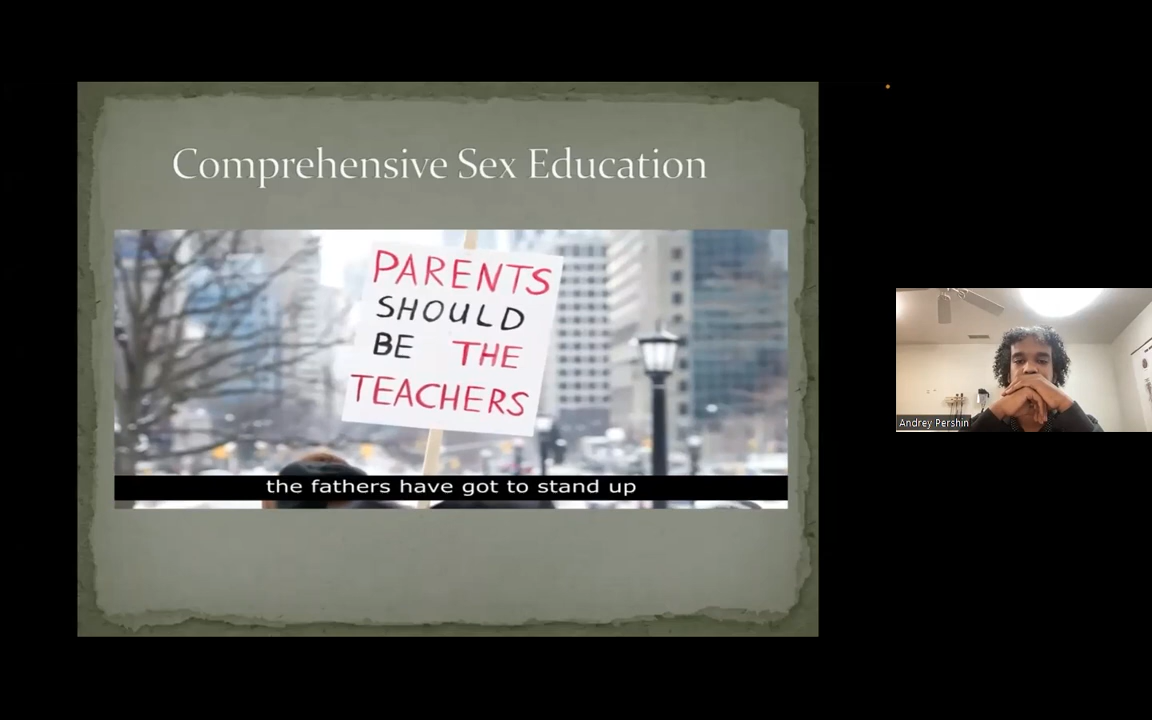 Comprehensive Sex Education
PARENTS
SHOULD
BE THE
TEACHERS
the fathers have got to stand up
Andrey Pershin